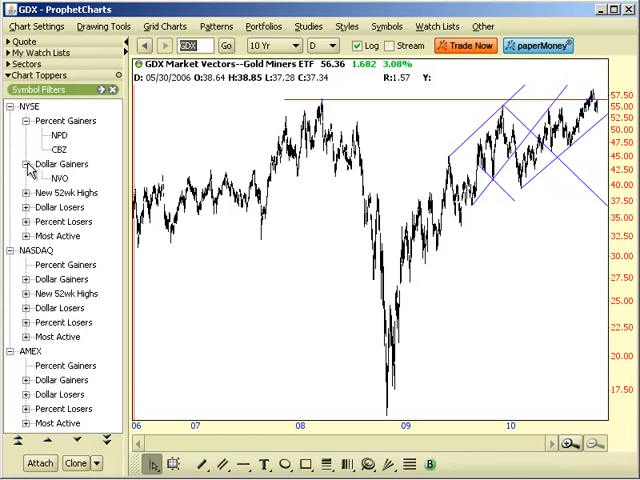 GDX - ProphetCharts
Chart Settings Drawing Tools Grid Charts Patterns Portfolios Studies Styles Symbols Watch Lists Other
Quote
My Watch Lists
Sectors
Chart Toppers
Symbol Filters
NYSE
Percent Gainers
NPD
CBZ
Dollar Gainers
NVO
New 52wk Highs
Dollar Losers
Percent Losers
Most Active
NASDAQ
Percent Gainers
Dollar Gainers
New 52wk Highs
Dollar Losers
Percent Losers
Most Active
AMEX
Percent Gainers
Dollar Gainers
Dollar Losers
Percent Losers
Most Active
Attach Clone
GDX Go 10 Yr D Log Stream Trade Now paperMoney
GDX Market Vectors--Gold Miners ETF 56.36 1.682 3.08%
D: 05/30/2006 O:38.64 H:38.85 L:37.28 C:37.34 R:1.57 Y:
57.50
55.00
52.50
50.00
47.50
45.00
42.50
40.00
37.50
35.00
32.50
30.00
27.50
25.00
22.50
20.00
17.50
06 07 08 09 10
T
B